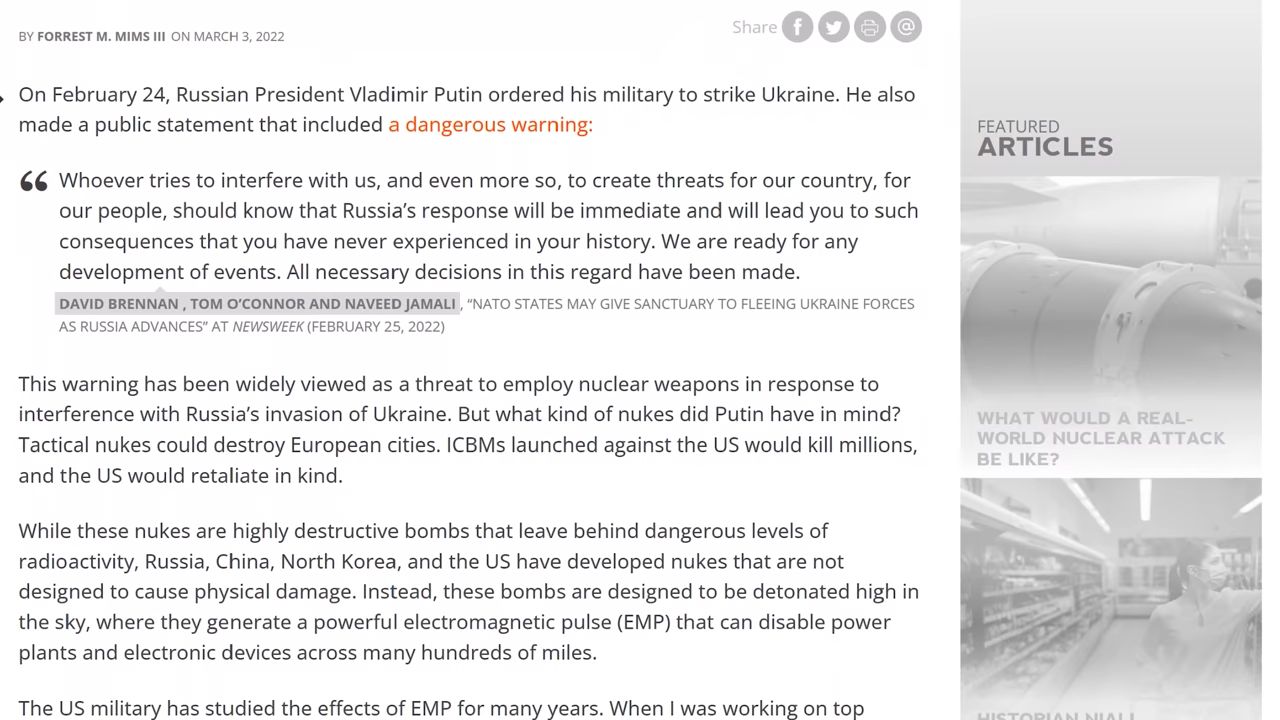 BY FORREST M. MIMS III ON MARCH 3, 2022
Share
On February 24, Russian President Vladimir Putin ordered his military to strike Ukraine. He also
made a public statement that included a dangerous warning:
“ Whoever tries to interfere with us, and even more so, to create threats for our country, for
our people, should know that Russia’s response will be immediate and will lead you to such
consequences that you have never experienced in your history. We are ready for any
development of events. All necessary decisions in this regard have been made.
DAVID BRENNAN , TOM O’CONNOR AND NAVEED JAMALI , “NATO STATES MAY GIVE SANCTUARY TO FLEEING UKRAINE FORCES
AS RUSSIA ADVANCES” AT NEWSWEEK (FEBRUARY 25, 2022)
This warning has been widely viewed as a threat to employ nuclear weapons in response to
interference with Russia’s invasion of Ukraine. But what kind of nukes did Putin have in mind?
Tactical nukes could destroy European cities. ICBMs launched against the US would kill millions,
and the US would retaliate in kind.
While these nukes are highly destructive bombs that leave behind dangerous levels of
radioactivity, Russia, China, North Korea, and the US have developed nukes that are not
designed to cause physical damage. Instead, these bombs are designed to be detonated high in
the sky, where they generate a powerful electromagnetic pulse (EMP) that can disable power
plants and electronic devices across many hundreds of miles.
The US military has studied the effects of EMP for many years. When I was working on top
FEATURED
ARTICLES
WHAT WOULD A REAL-
WORLD NUCLEAR ATTACK
BE LIKE?
HISTORIAN NIALL